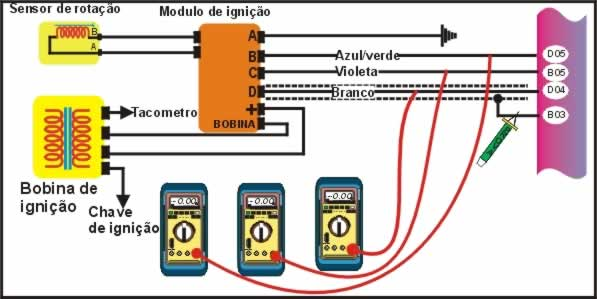 Sensor de rotação
Modulo de ignição
B
A
A
B
C
D
+
BOBINA
Azul/verde
Violeta
Branco
D05
B05
D04
B03
Tacometro
Bobina de
ignição
Chave
de ignição
-0.00
-0.00
-0.00